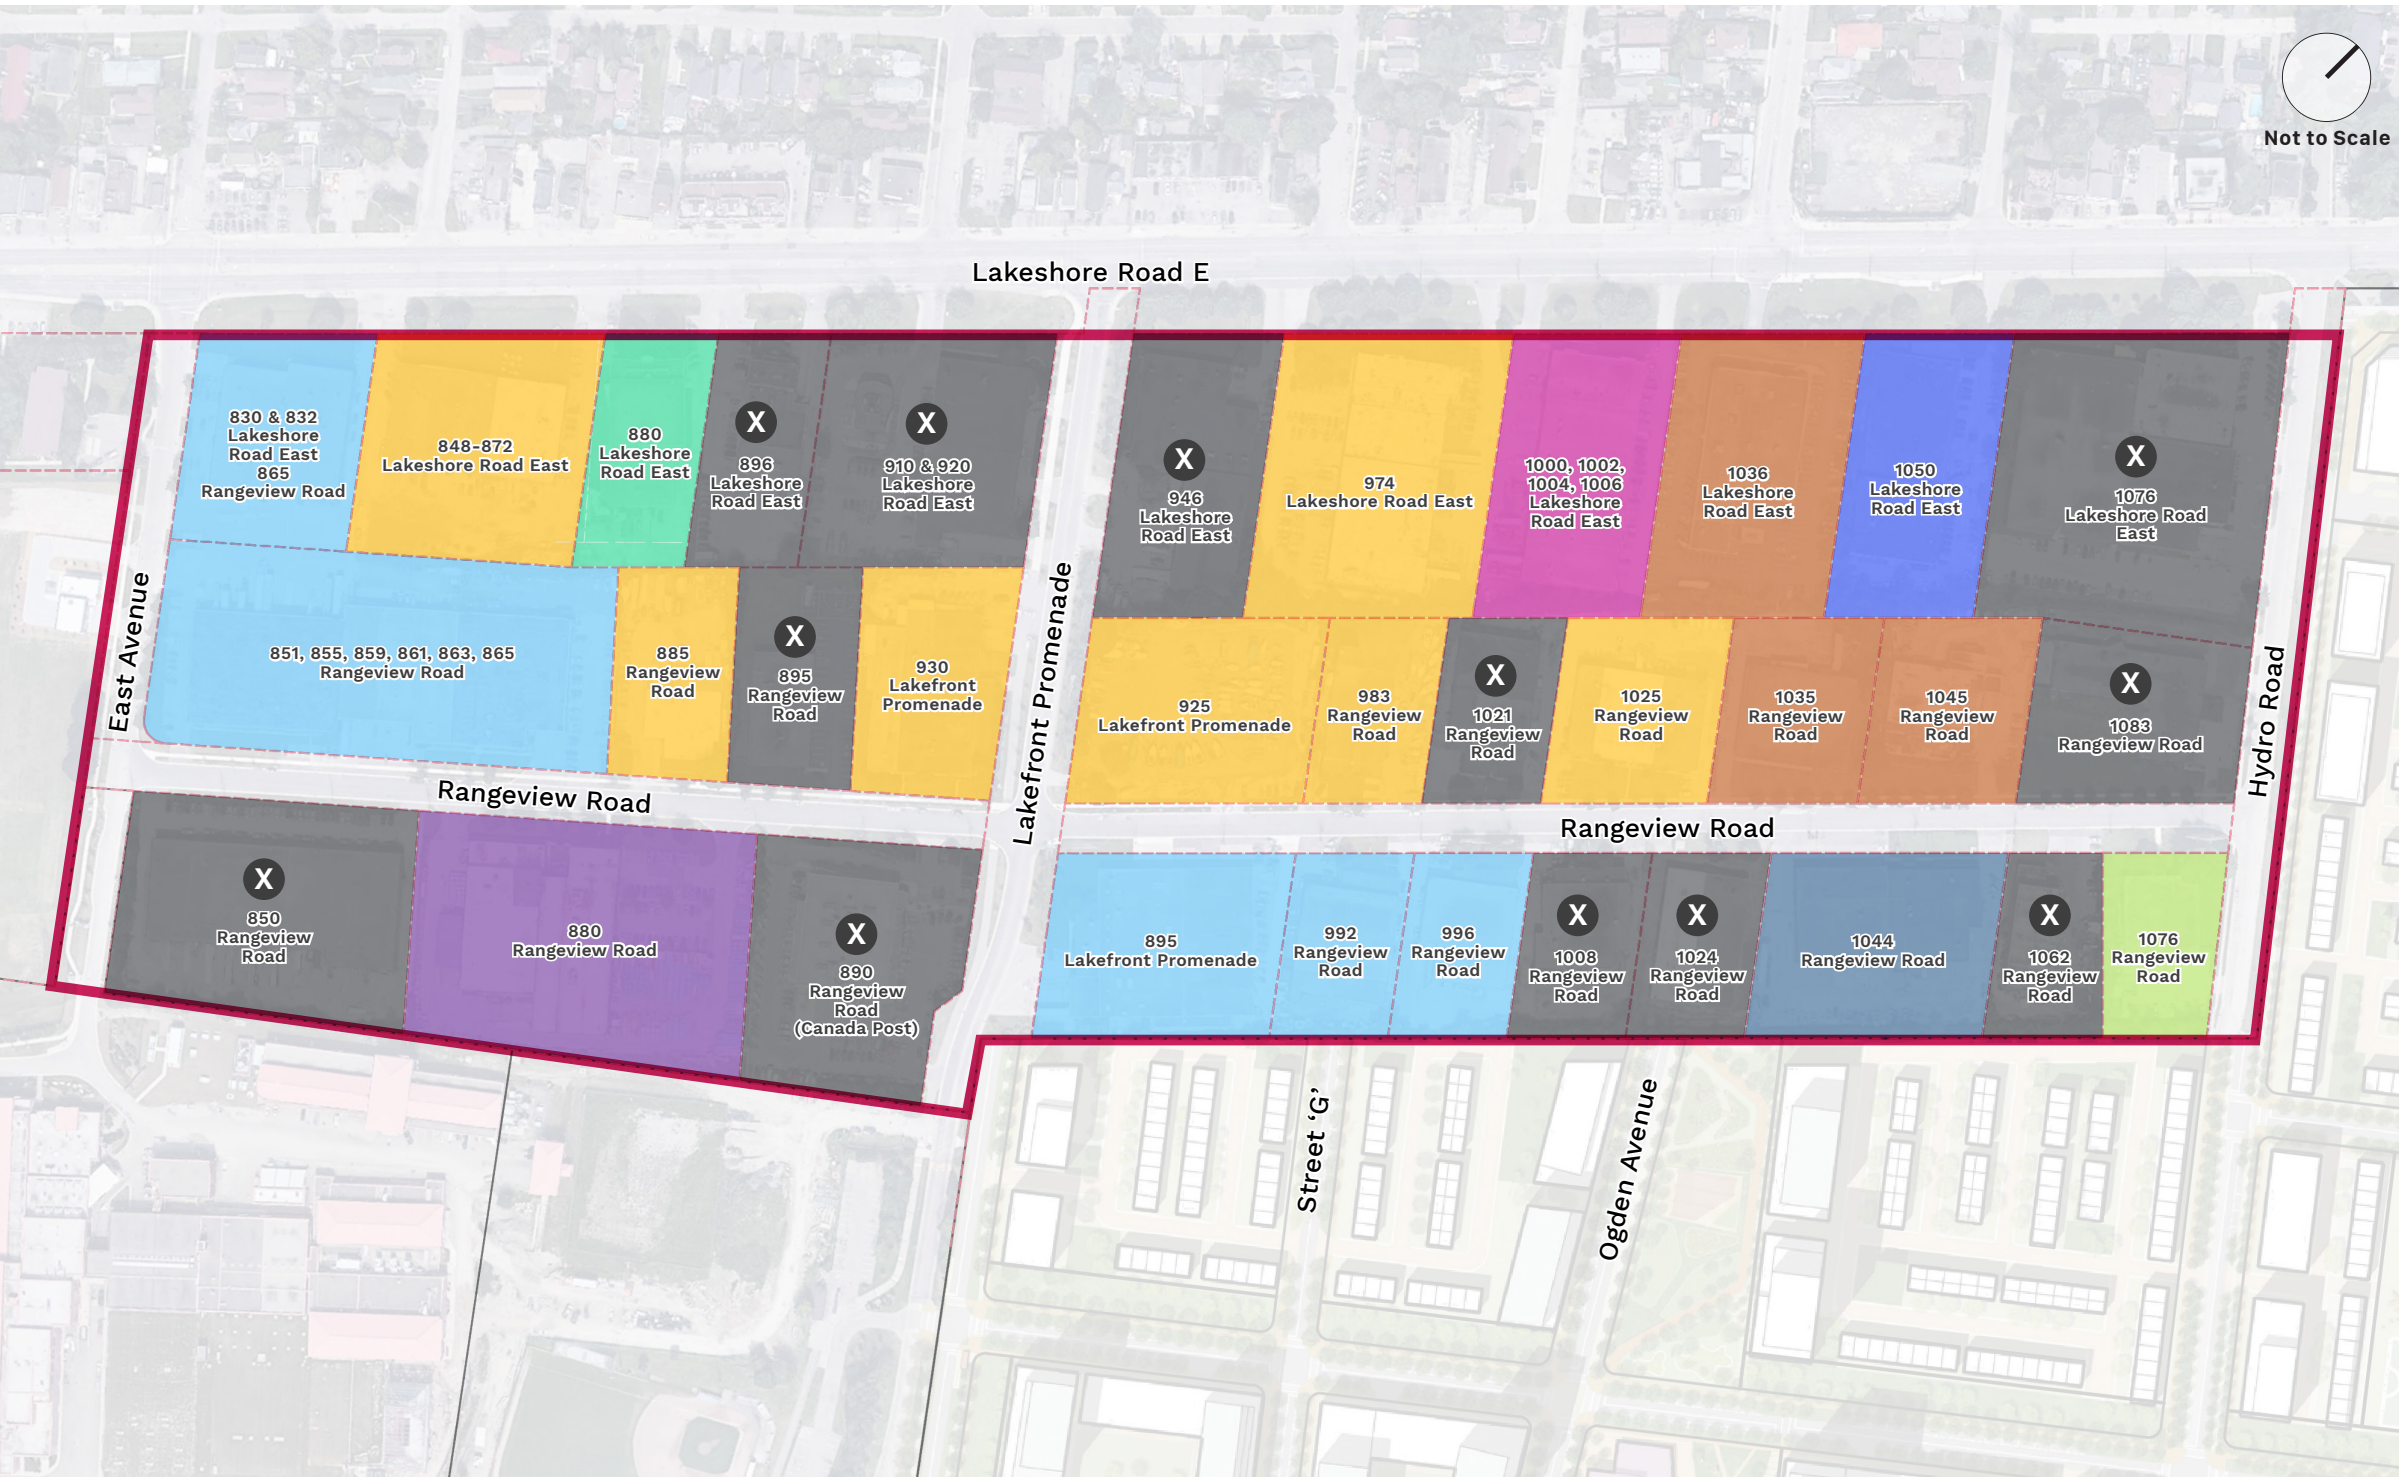 Not to Scale
Lakeshore Road E
830 & 832
Lakeshore
Road East
865
Rangeview Road
848-872
Lakeshore Road East
880
Lakeshore
Road East
X
896
Lakeshore
Road East
X
910 & 920
Lakeshore
Road East
X
946
Lakeshore
Road East
974
Lakeshore Road East
1000, 1002,
1004, 1006
Lakeshore
Road East
1036
Lakeshore
Road East
1050
Lakeshore
Road East
X
1076
Lakeshore Road
East
East Avenue
851, 855, 859, 861, 863, 865
Rangeview Road
885
Rangeview
Road
X
895
Rangeview
Road
930
Lakefront
Promenade
Lakefront Promenade
925
Lakefront Promenade
983
Rangeview
Road
X
1021
Rangeview
Road
1025
Rangeview
Road
1035
Rangeview
Road
1045
Rangeview
Road
X
1083
Rangeview Road
Hydro Road
Rangeview Road
Rangeview Road
X
850
Rangeview
Road
880
Rangeview Road
X
890
Rangeview
Road
(Canada Post)
895
Lakefront Promenade
992
Rangeview
Road
996
Rangeview
Road
X
1008
Rangeview
Road
X
1024
Rangeview
Road
1044
Rangeview Road
X
1062
Rangeview
Road
1076
Rangeview
Road
Street ‘G’
Ogden Avenue